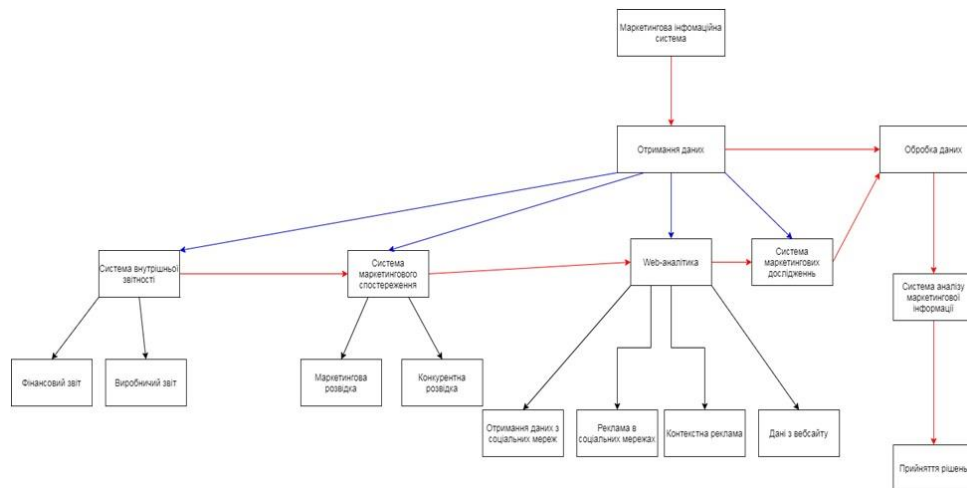 Маркетингова інфомаційна
система
Отримання даних
Обробка даних
Система внутрішньої
звітності
Система
маркетингового
спостереження
Web-аналітика
Система
маркетингових
досліджень
Система аналізу
маркетингової
інформації
Фінансовий звіт
Виробничий звіт
Маркетингова
розвідка
Конкурентна
розвідка
Отримання даних з
соціальних мереж
Реклама в
соціальних мережах
Контекстна реклама
Дані з вебсайту
Прийняття рішень